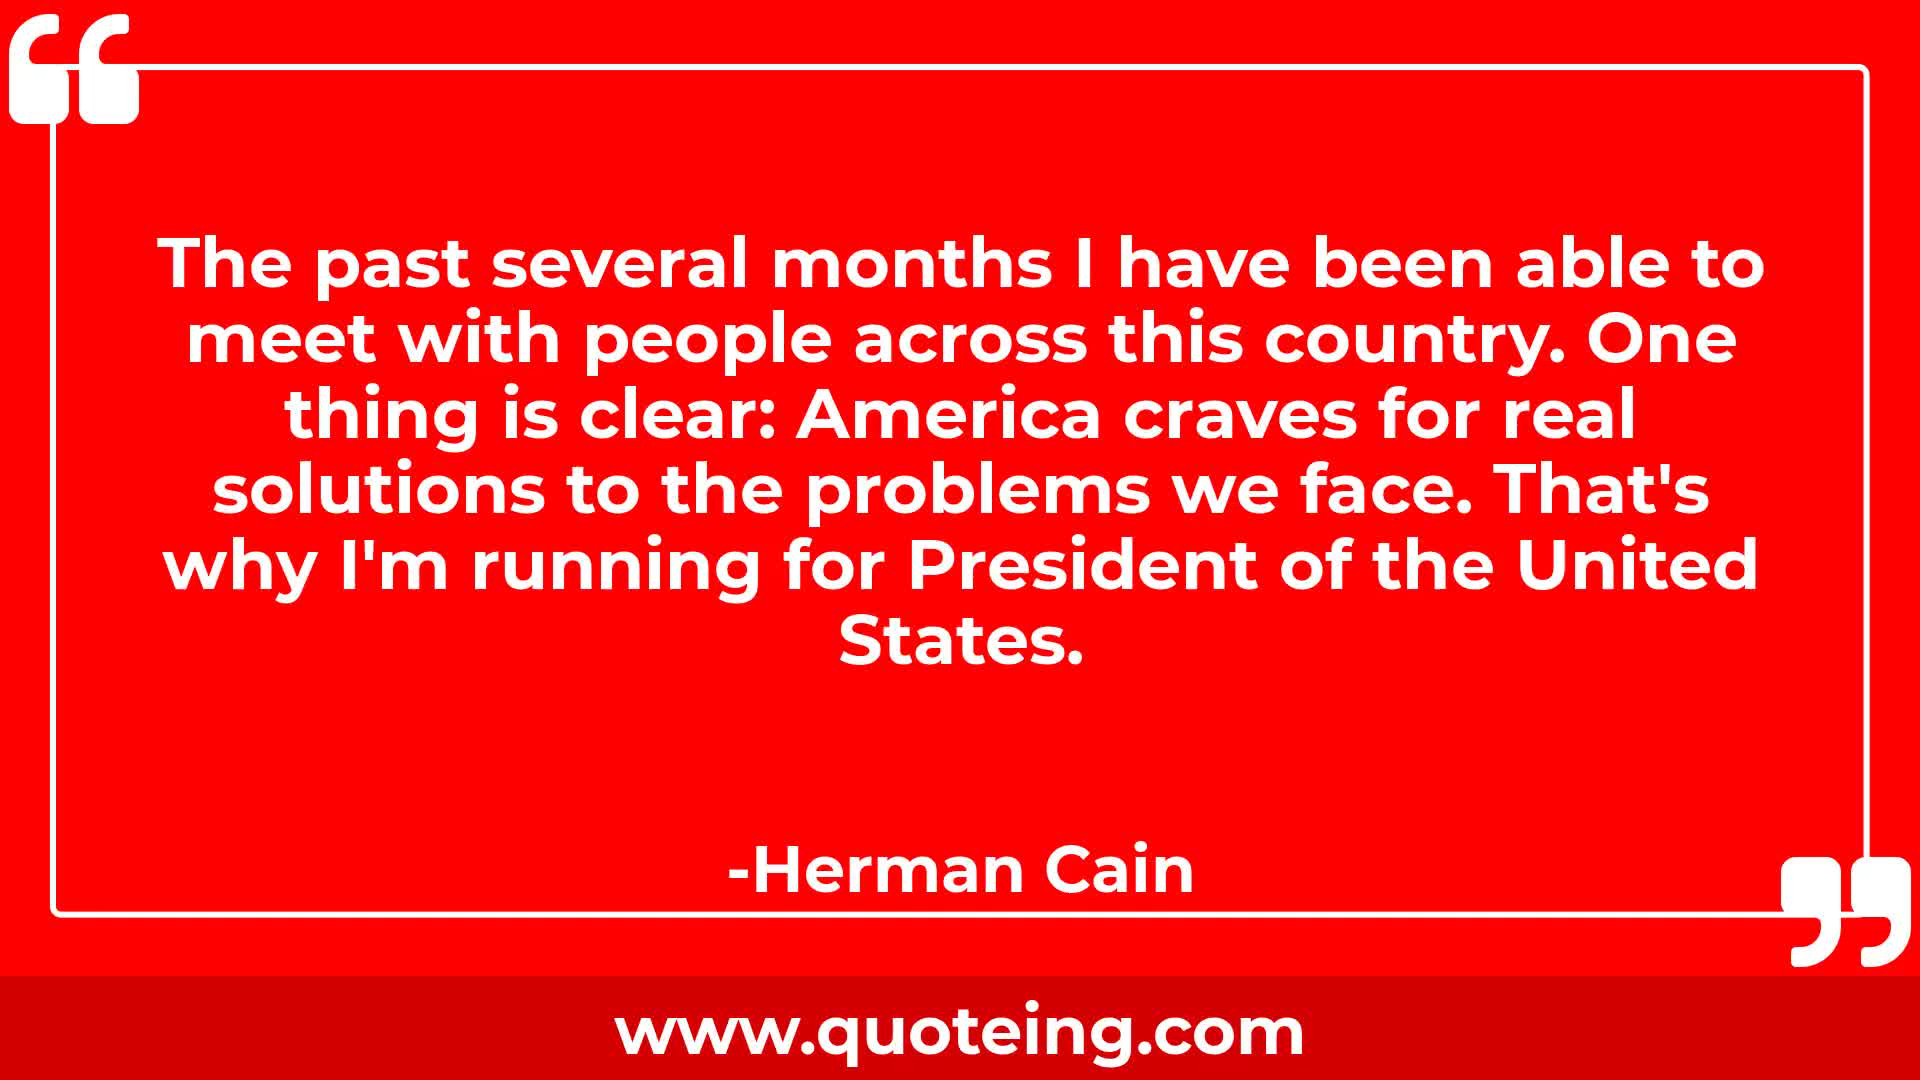 The past several months I have been able to
meet with people across this country. One
thing is clear: America craves for real
solutions to the problems we face. That's
why I'm running for President of the United
States.
-Herman Cain
www.quoteing.com